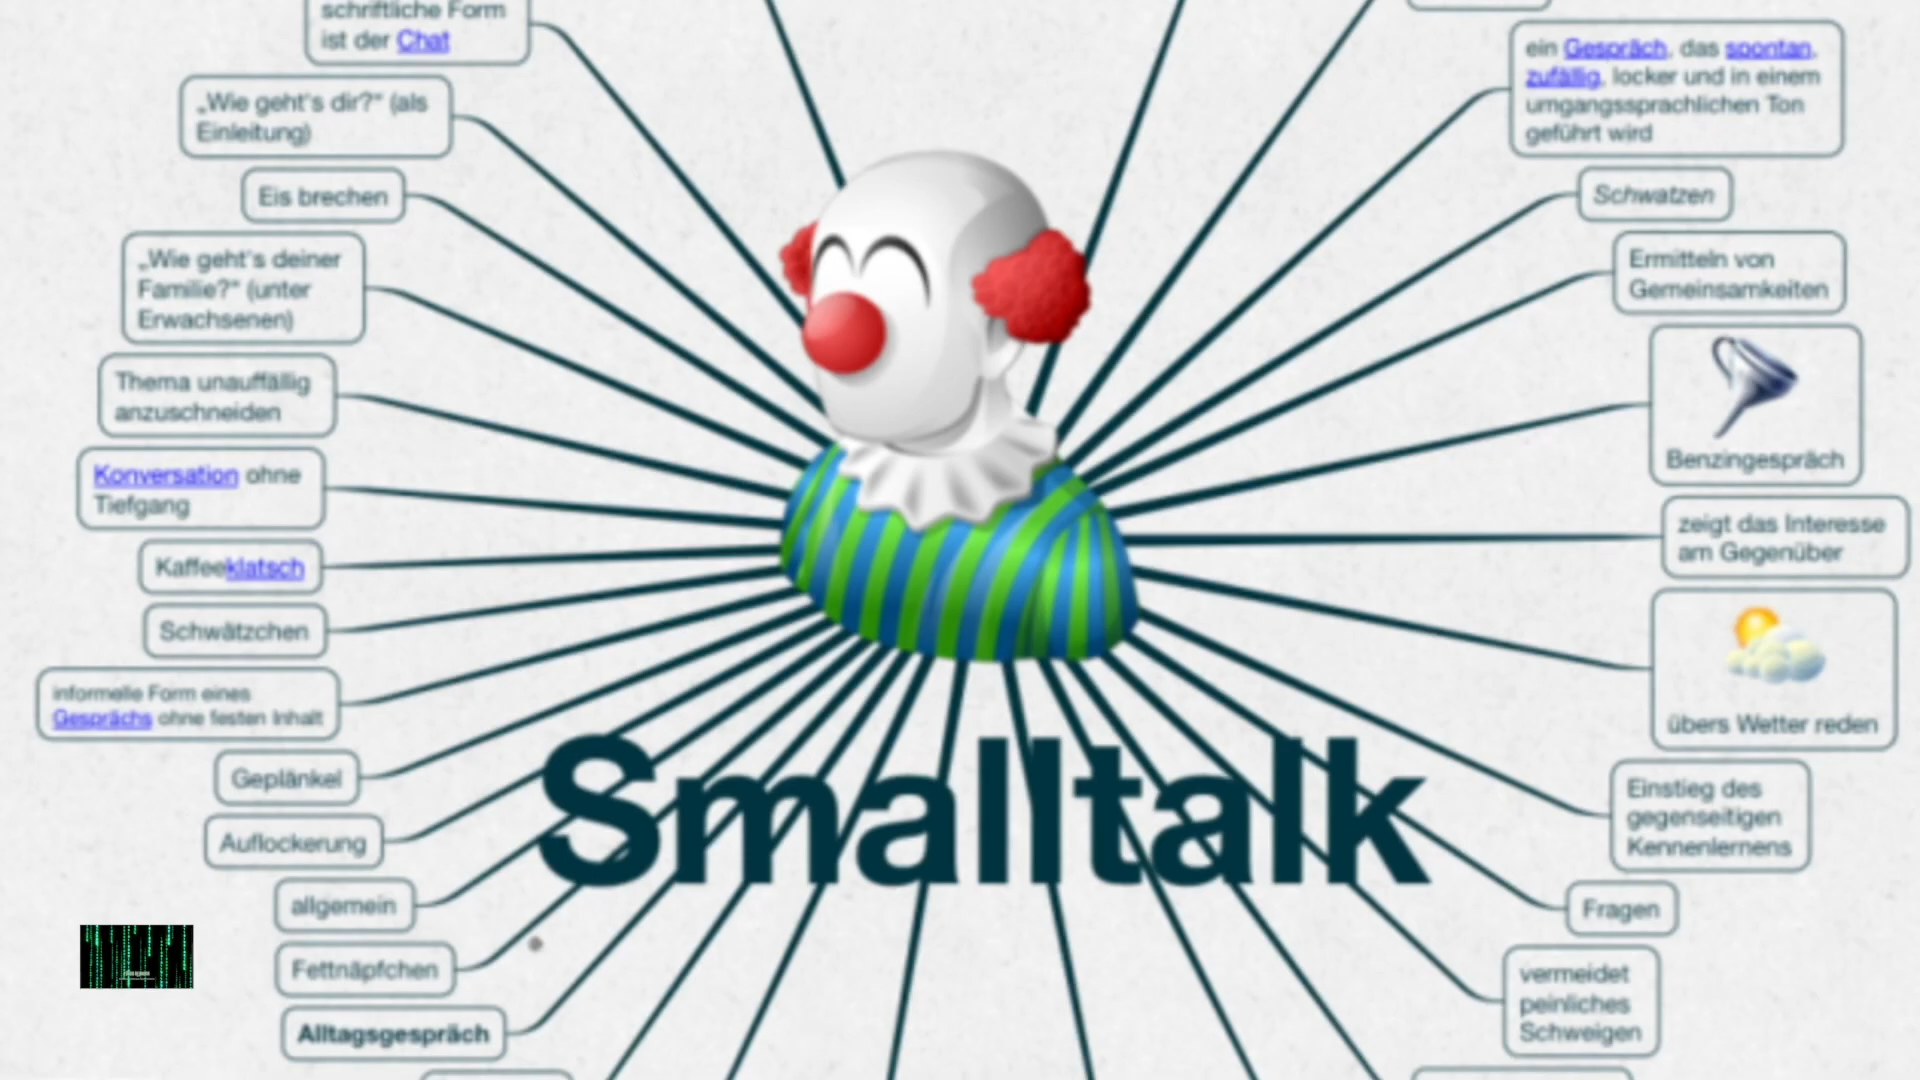 schriftliche Form
ist der Chat
„Wie geht's dir?" (als
Einleitung)
Eis brechen
„Wie geht's deiner
Familie?" (unter
Erwachsenen)
Thema unauffällig
anzuschneiden
Konversation ohne
Tiefgang
Kaffeeklatsch
Schwätzchen
informelle Form eines
Gesprächs ohne festen Inhalt
Geplänkel
Auflockerung
allgemein
Fettnäpfchen
Alltagsgespräch
Smalltalk
ein Gespräch, das spontan,
zufällig, locker und in einem
umgangssprachlichen Ton
geführt wird
Schwatzen
Ermitteln von
Gemeinsamkeiten
Benzingespräch
zeigt das Interesse
am Gegenüber
übers Wetter reden
Einstieg des
gegenseitigen
Kennenlernens
Fragen
vermeidet
peinliches
Schweigen